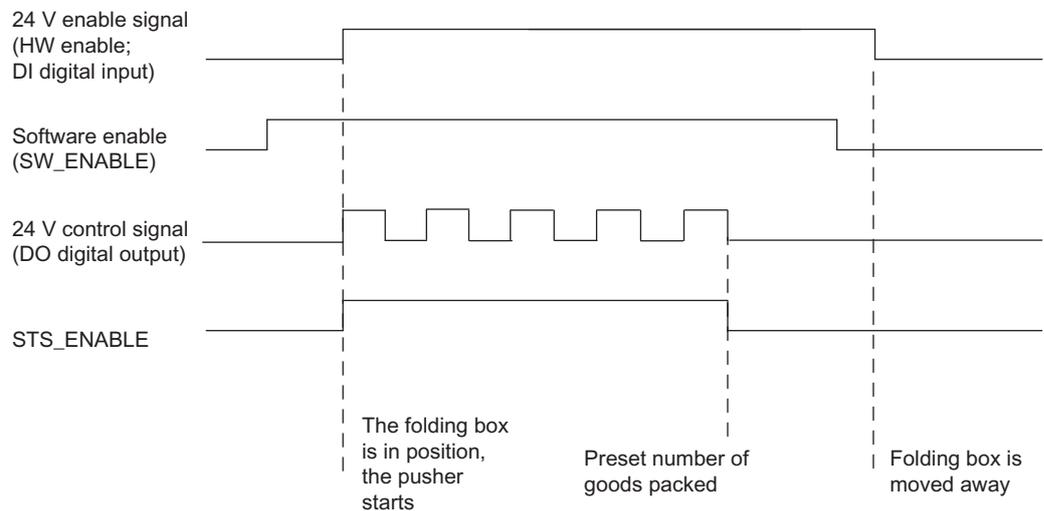 24 V enable signal
(HW enable;
DI digital input)
Software enable
(SW_ENABLE)
24 V control signal
(DO digital output)
STS_ENABLE
The folding box
is in position,
the pusher
starts
Preset number of
goods packed
Folding box is
moved away